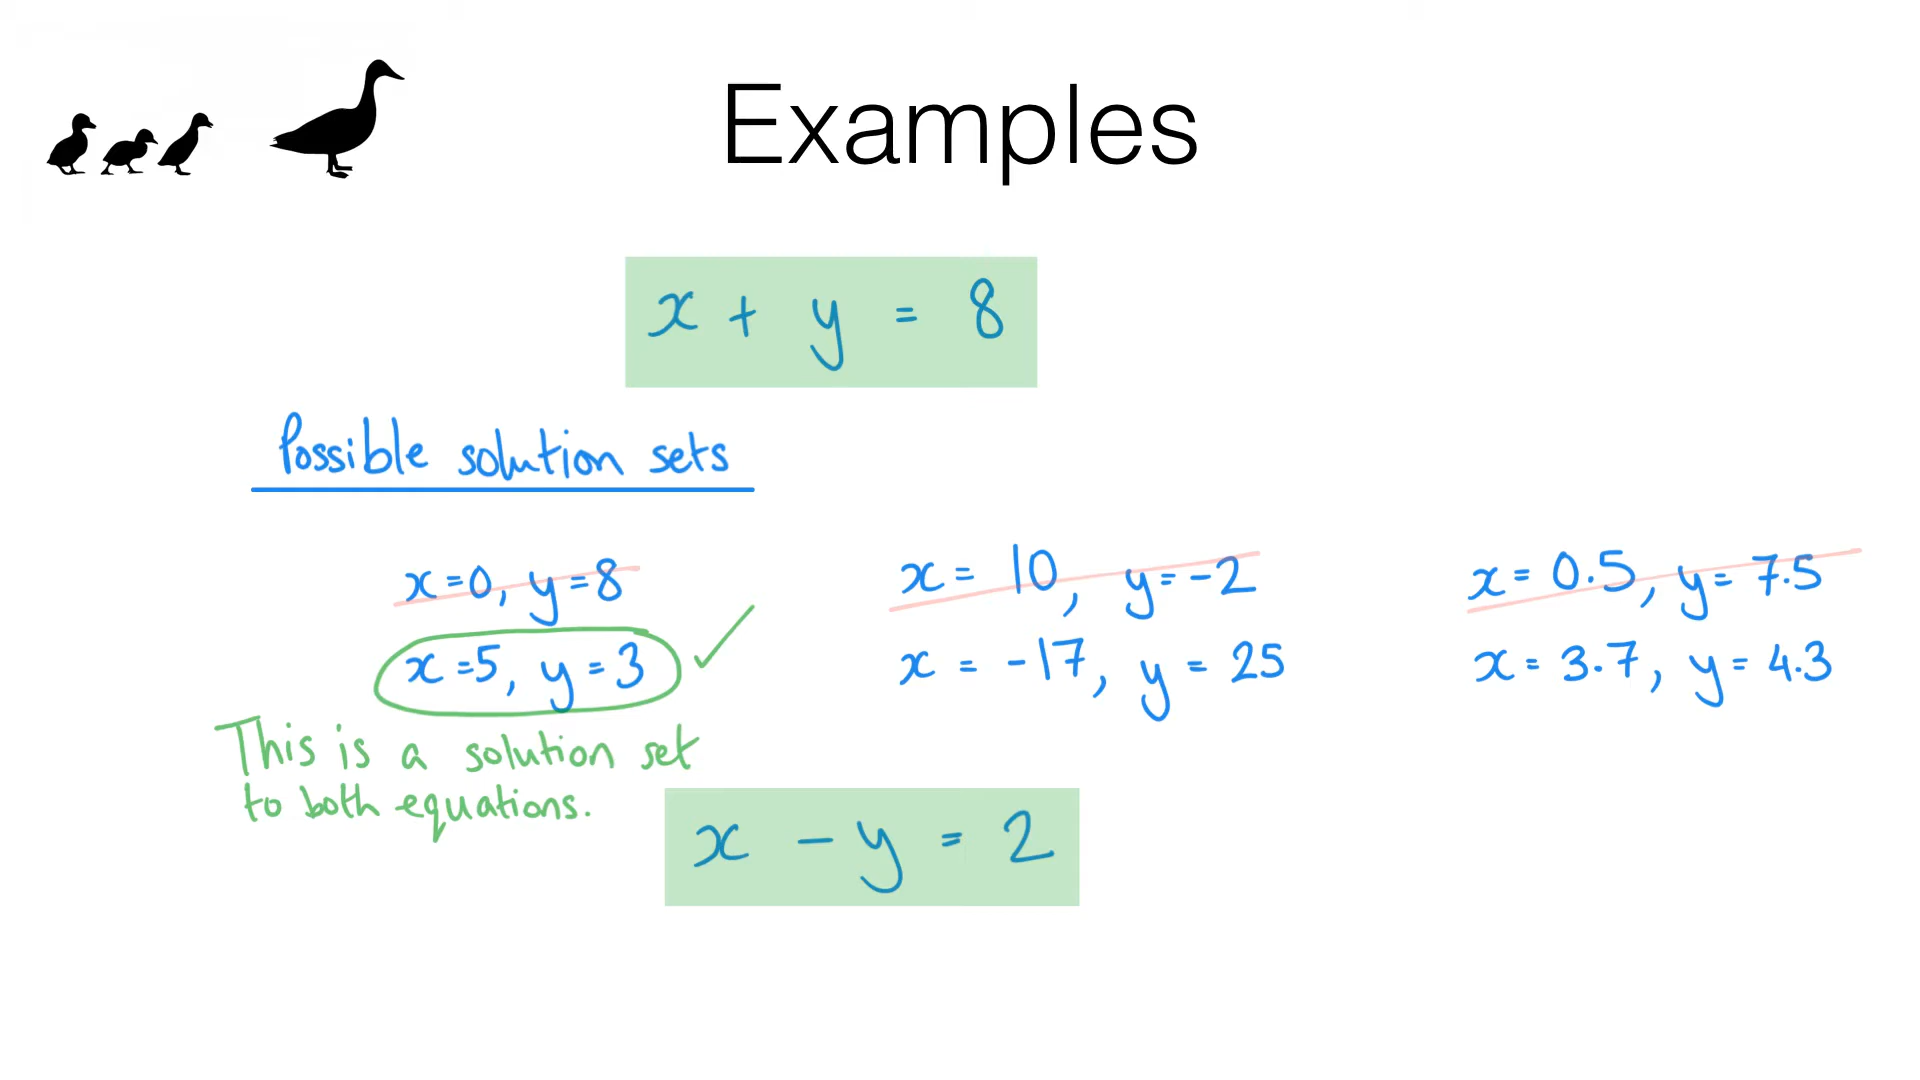 Examples
x + y = 8
Possible solution sets
x=0, y=8
x=10, y=-2
x=0.5, y=7.5
x=5, y=3 ✓
x=-17, y=25
x=3.7, y=4.3
This is a solution set
to both equations.
x - y = 2